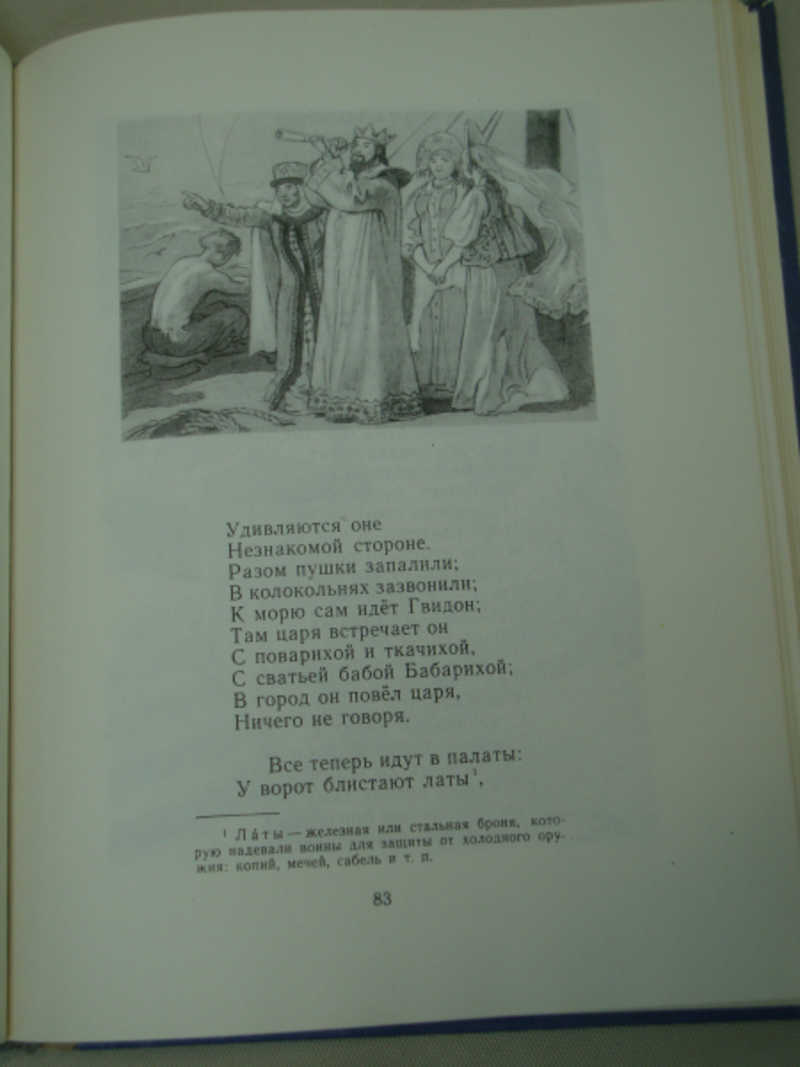 Удивляются оне
Незнакомой стороне.
Разом пушки запалили;
В колокольнях зазвонили;
К морю сам идёт Гвидон;
Там царя встречает он
С поварихой и ткачихой,
С сватьей бабой Бабарихой;
В город он повёл царя,
Ничего не говоря.
Все теперь идут в палаты:
У ворот блистают латы¹,
¹ Ла́ты — железная или стальная броня, кото-
рую надевали воины для защиты от холодного ору-
жия: копий, мечей, сабель и т. п.
83